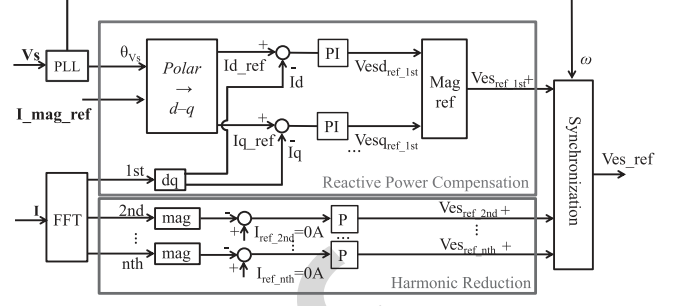 Vs
PLL
θVs
I_mag_ref
Polar
→
d–q
Id_ref
+
-
Id
PI
Vesd ref_1st
Iq_ref
+
-
Iq
PI
...
Vesq ref_1st
Mag
ref
Ves ref_1st +
ω
Synchronization
Ves_ref
1st
dq
Reactive Power Compensation
I
FFT
2nd
mag
-
+
I ref_2nd=0A
P
Ves ref_2nd +
⋮
...
⋮
⋮
nth
mag
-
+
I ref_nth=0A
P
Ves ref_nth +
Harmonic Reduction